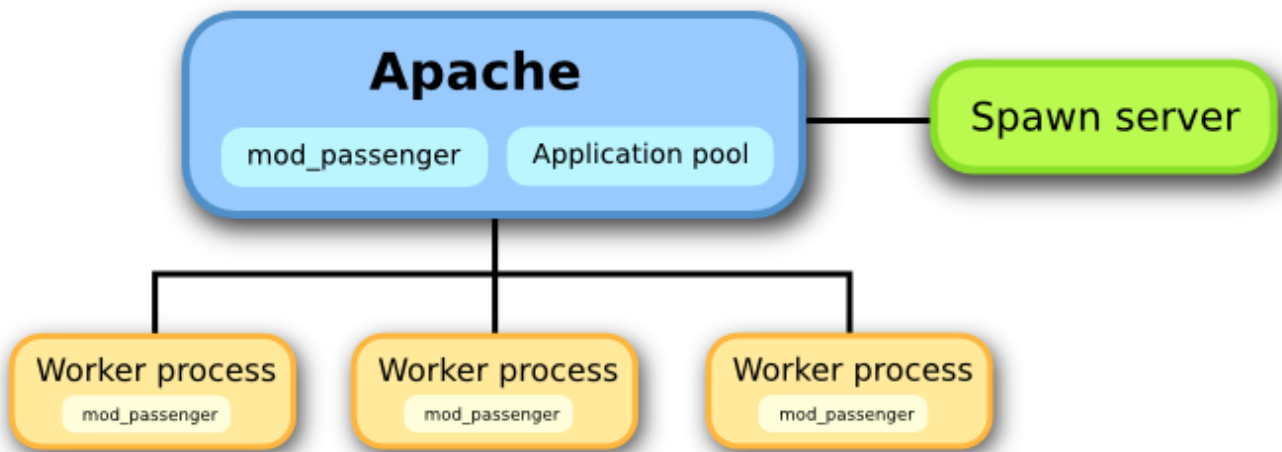 Apache
mod_passenger
Application pool
Spawn server
Worker process
mod_passenger
Worker process
mod_passenger
Worker process
mod_passenger